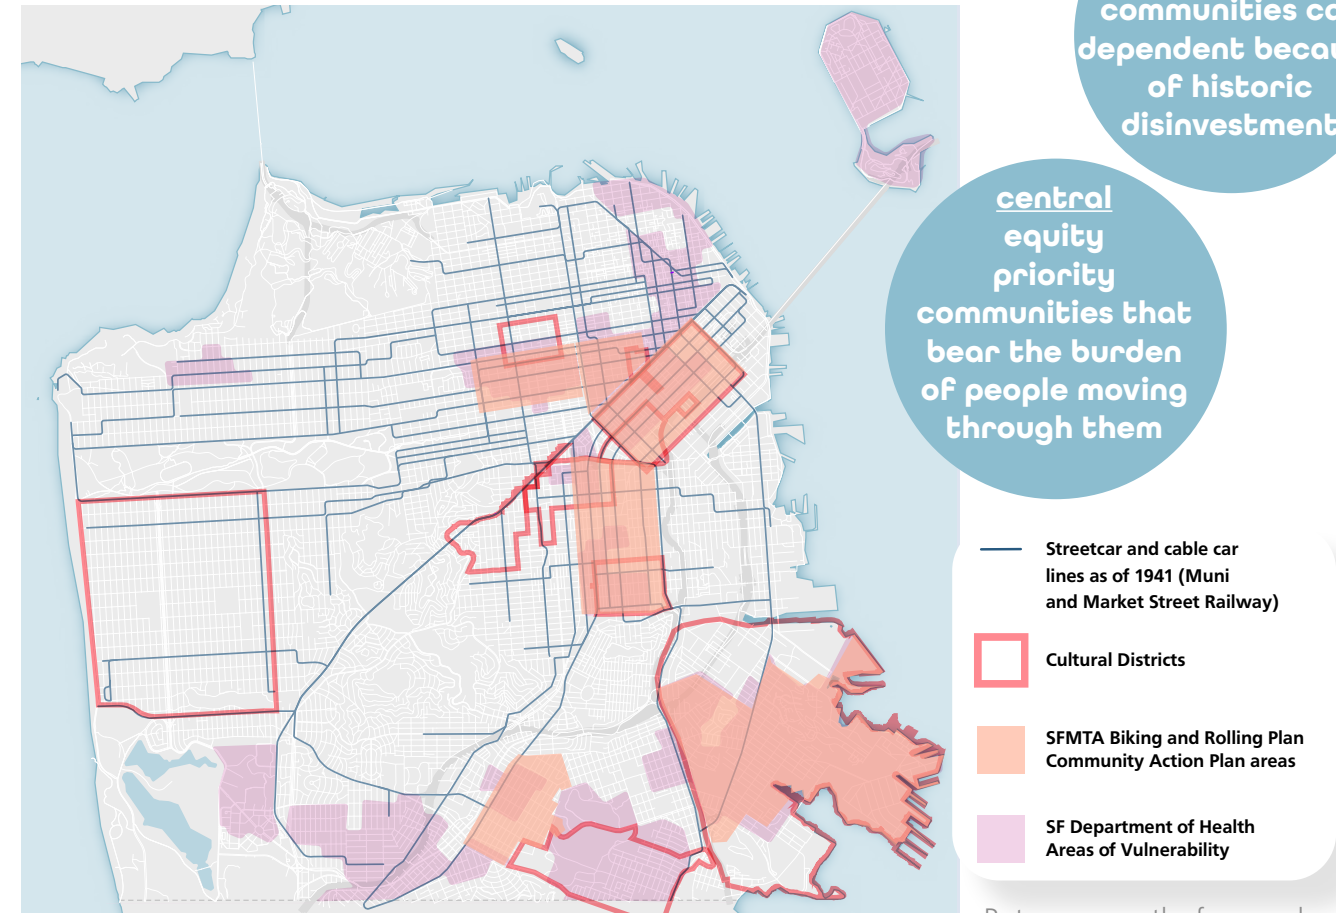 communities
dependent
of historic
disinvestment
central
equity
priority
communities that
bear the burden
of people moving
through them
Streetcar and cable car
lines as of 1941 (Muni
and Market Street Railway)
Cultural Districts
SFMTA Biking and Rolling Plan
Community Action Plan areas
SF Department of Health
Areas of Vulnerability